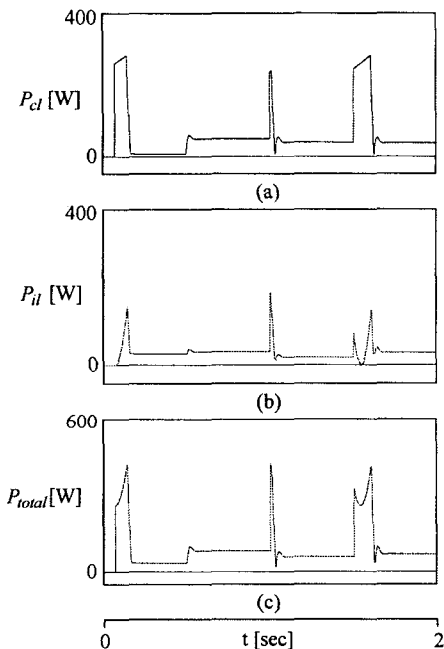 400
P_cl [W]
0
(a)
400
P_il [W]
0
(b)
600
P_total[W]
0
(c)
0 t [sec] 2